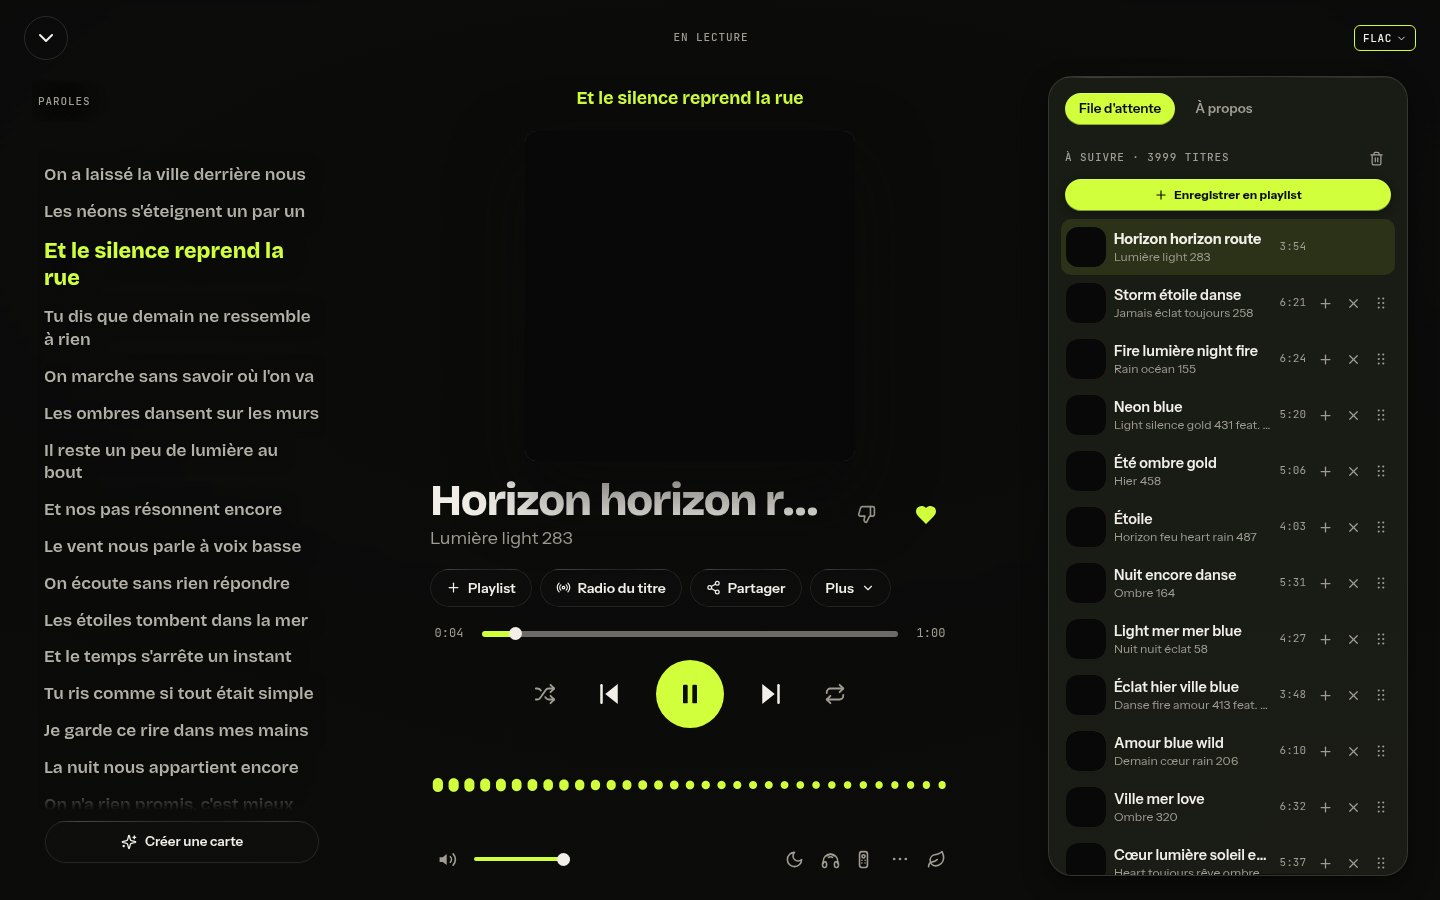 EN LECTURE
FLAC
PAROLES
On a laissé la ville derrière nous
Les néons s'éteignent un par un
Et le silence reprend la
rue
Tu dis que demain ne ressemble
à rien
On marche sans savoir où l'on va
Les ombres dansent sur les murs
Il reste un peu de lumière au
bout
Et nos pas résonnent encore
Le vent nous parle à voix basse
On écoute sans rien répondre
Les étoiles tombent dans la mer
Et le temps s'arrête un instant
Tu ris comme si tout était simple
Je garde ce rire dans mes mains
La nuit nous appartient encore
On n'a rien promis, c'est mieux
Créer une carte
Et le silence reprend la rue
Horizon horizon r...
Lumière light 283
Playlist
Radio du titre
Partager
Plus
0:04
1:00
File d'attente
À propos
À SUIVRE · 3999 TITRES
Enregistrer en playlist
Horizon horizon route
Lumière light 283
3:54
Storm étoile danse
Jamais éclat toujours 258
6:21
Fire lumière night fire
Rain océan 155
6:24
Neon blue
Light silence gold 431 feat. ...
5:20
Été ombre gold
Hier 458
5:06
Étoile
Horizon feu heart rain 487
4:03
Nuit encore danse
Ombre 164
5:31
Light mer mer blue
Nuit nuit éclat 58
4:27
Éclat hier ville blue
Danse fire amour 413 feat. ...
3:48
Amour blue wild
Demain cœur rain 206
6:10
Ville mer love
Ombre 320
6:32
Cœur lumière soleil e...
Heart toujours rêve ombre
5:37